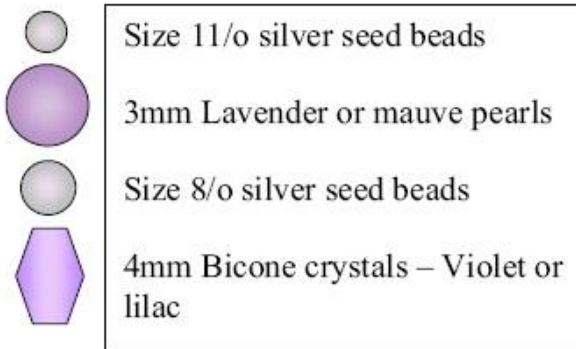 Size 11/o silver seed beads
3mm Lavender or mauve pearls
Size 8/o silver seed beads
4mm Bicone crystals – Violet or
lilac